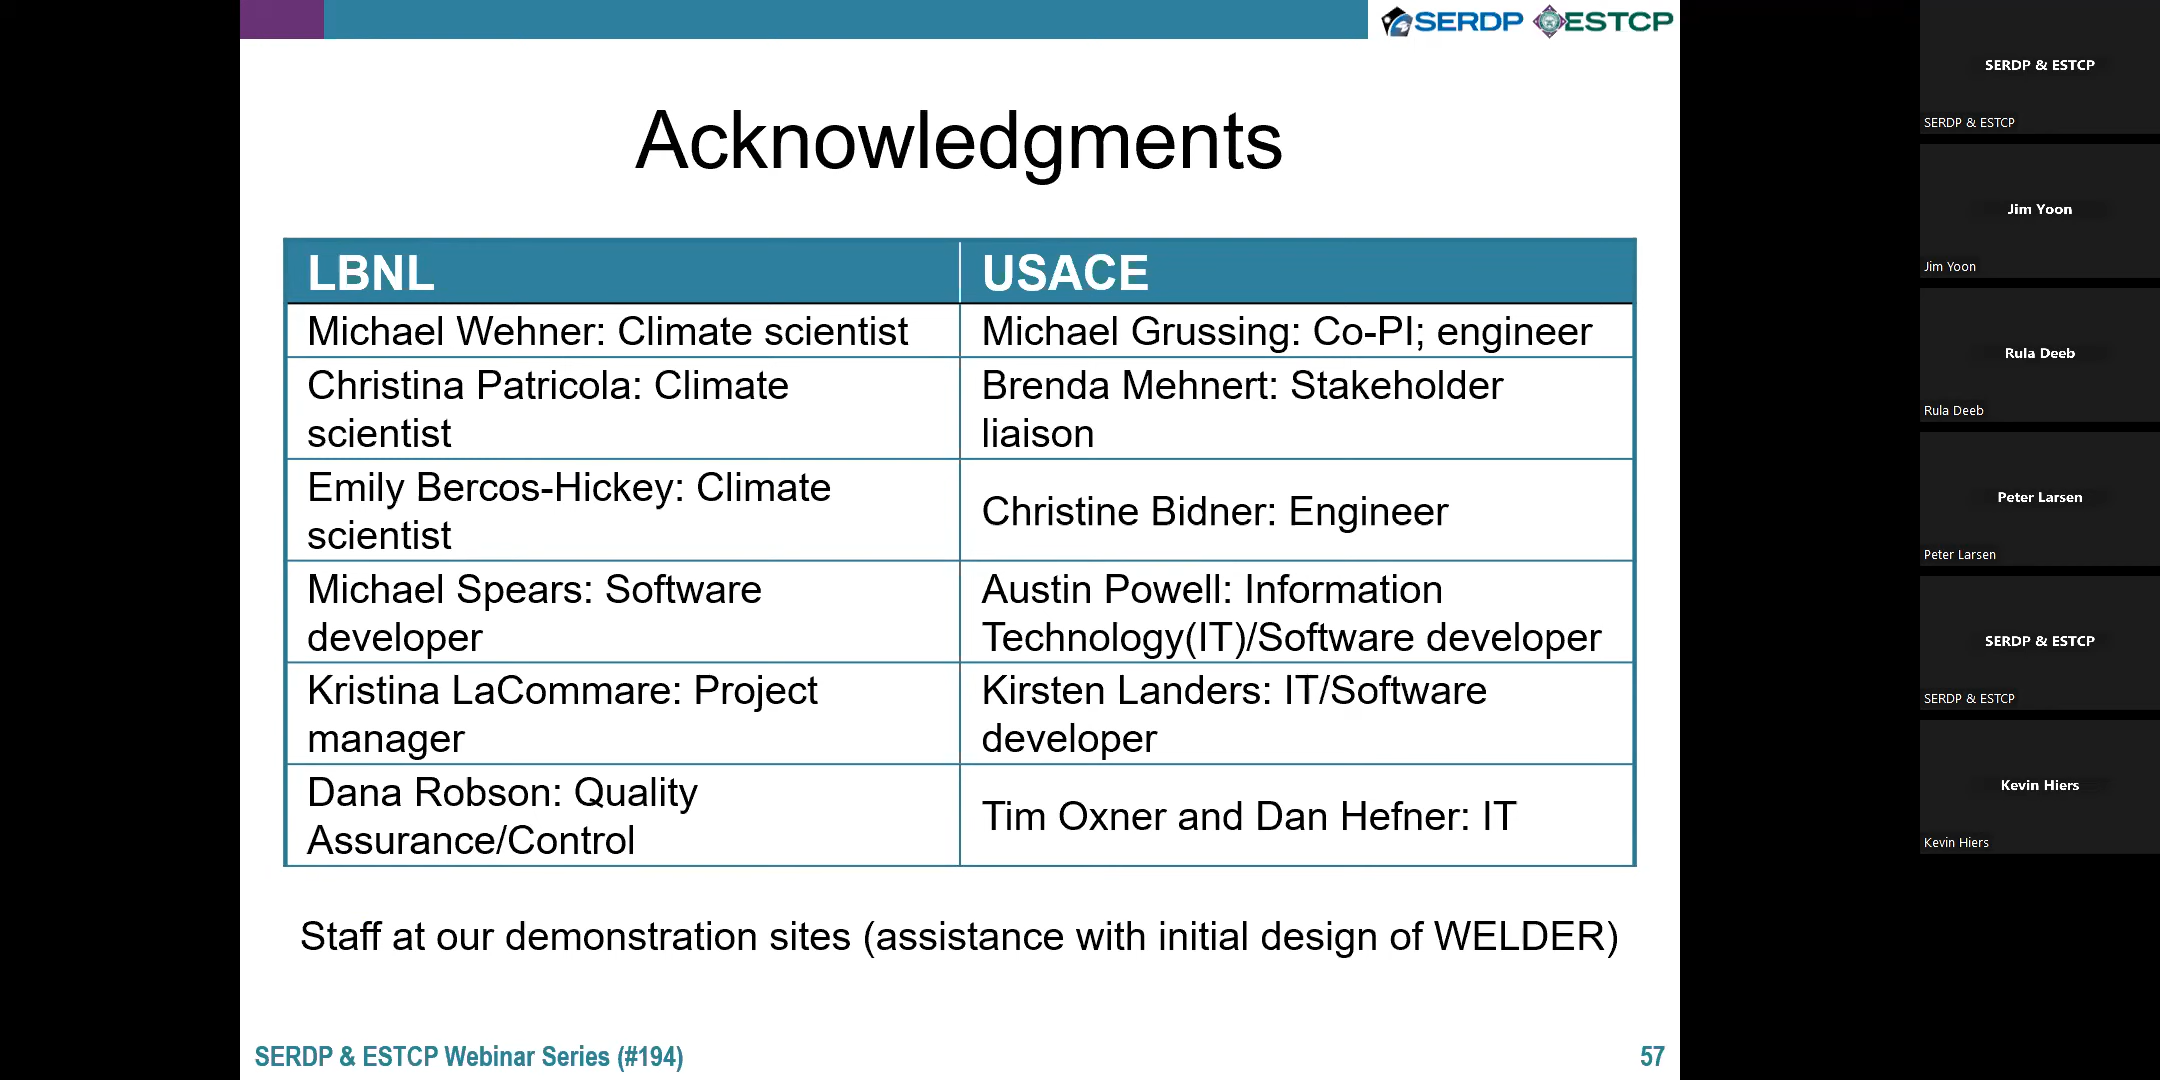 SERDP ESTCP
Acknowledgments
LBNL
USACE
Michael Wehner: Climate scientist
Michael Grussing: Co-PI; engineer
Christina Patricola: Climate
scientist
Brenda Mehnert: Stakeholder
liaison
Emily Bercos-Hickey: Climate
scientist
Christine Bidner: Engineer
Michael Spears: Software
developer
Austin Powell: Information
Technology(IT)/Software developer
Kristina LaCommare: Project
manager
Kirsten Landers: IT/Software
developer
Dana Robson: Quality
Assurance/Control
Tim Oxner and Dan Hefner: IT
Staff at our demonstration sites (assistance with initial design of WELDER)
SERDP & ESTCP Webinar Series (#194)
57
SERDP & ESTCP
SERDP & ESTCP
Jim Yoon
Jim Yoon
Rula Deeb
Rula Deeb
Peter Larsen
Peter Larsen
SERDP & ESTCP
SERDP & ESTCP
Kevin Hiers
Kevin Hiers